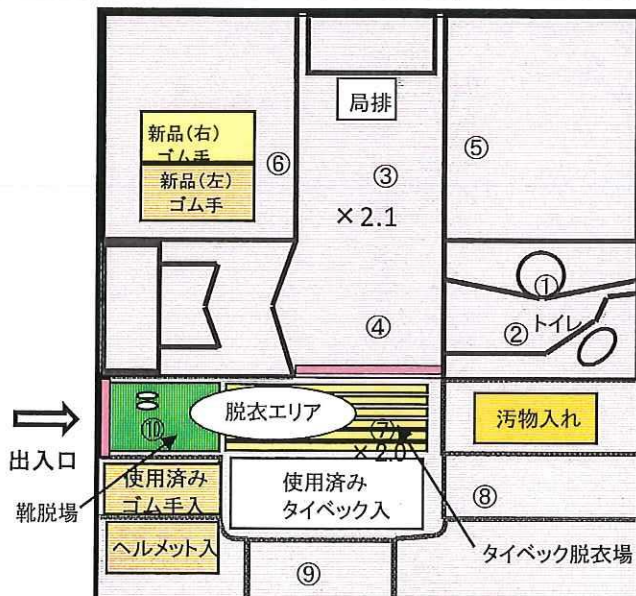 局排
新品(右)
ゴム手
新品(左)
ゴム手
⑥
③
⑤
×2.1
①
④
②
トイレ
脱衣エリア
⑩
⑦
×2.0
汚物入れ
出入口
使用済み
ゴム手入
使用済み
タイベック入
⑧
靴脱場
ヘルメット入
タイベック脱衣場
⑨